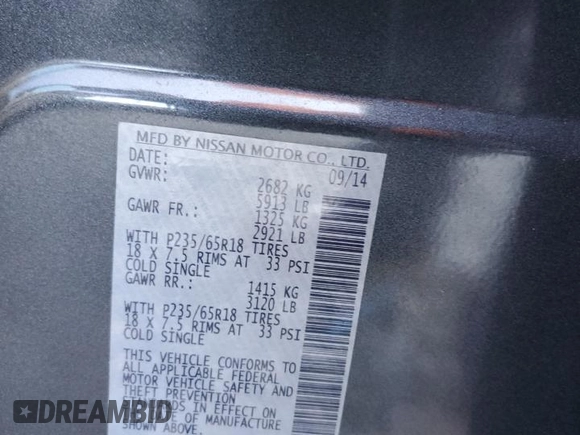 MFD BY NISSAN MOTOR CO., LTD.
DATE: 09/14
GVWR: 2682 KG
5913 LB
GAWR FR.: 1325 KG
2921 LB
WITH P235/65R18 TIRES
18 X 7.5 RIMS AT 33 PSI
COLD SINGLE
GAWR RR.: 1415 KG
3120 LB
WITH P235/65R18 TIRES
18 X 7.5 RIMS AT 33 PSI
COLD SINGLE
THIS VEHICLE CONFORMS TO
ALL APPLICABLE FEDERAL
MOTOR VEHICLE SAFETY AND
THEFT PREVENTION
IN EFFECT ON
OF MANUFACTURE
SHOWN ABOVE.
DREAMBID